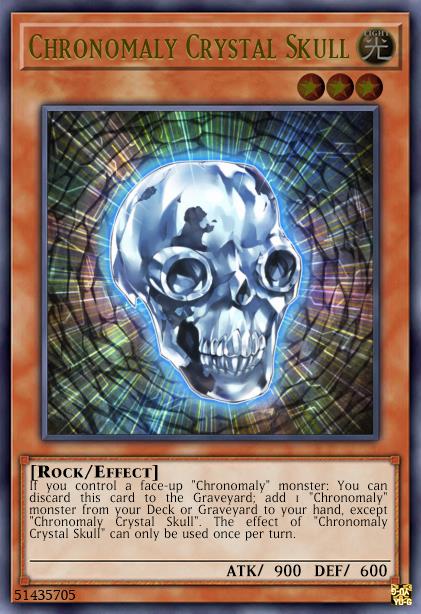 CHRONOMALY CRYSTAL SKULL
LIGHT
光
[ROCK/EFFECT]
If you control a face-up "Chronomaly" monster: You can
discard this card to the Graveyard; add 1 "Chronomaly"
monster from your Deck or Graveyard to your hand, except
"Chronomaly Crystal Skull". The effect of "Chronomaly
Crystal Skull" can only be used once per turn.
ATK/ 900 DEF/ 600
51435705